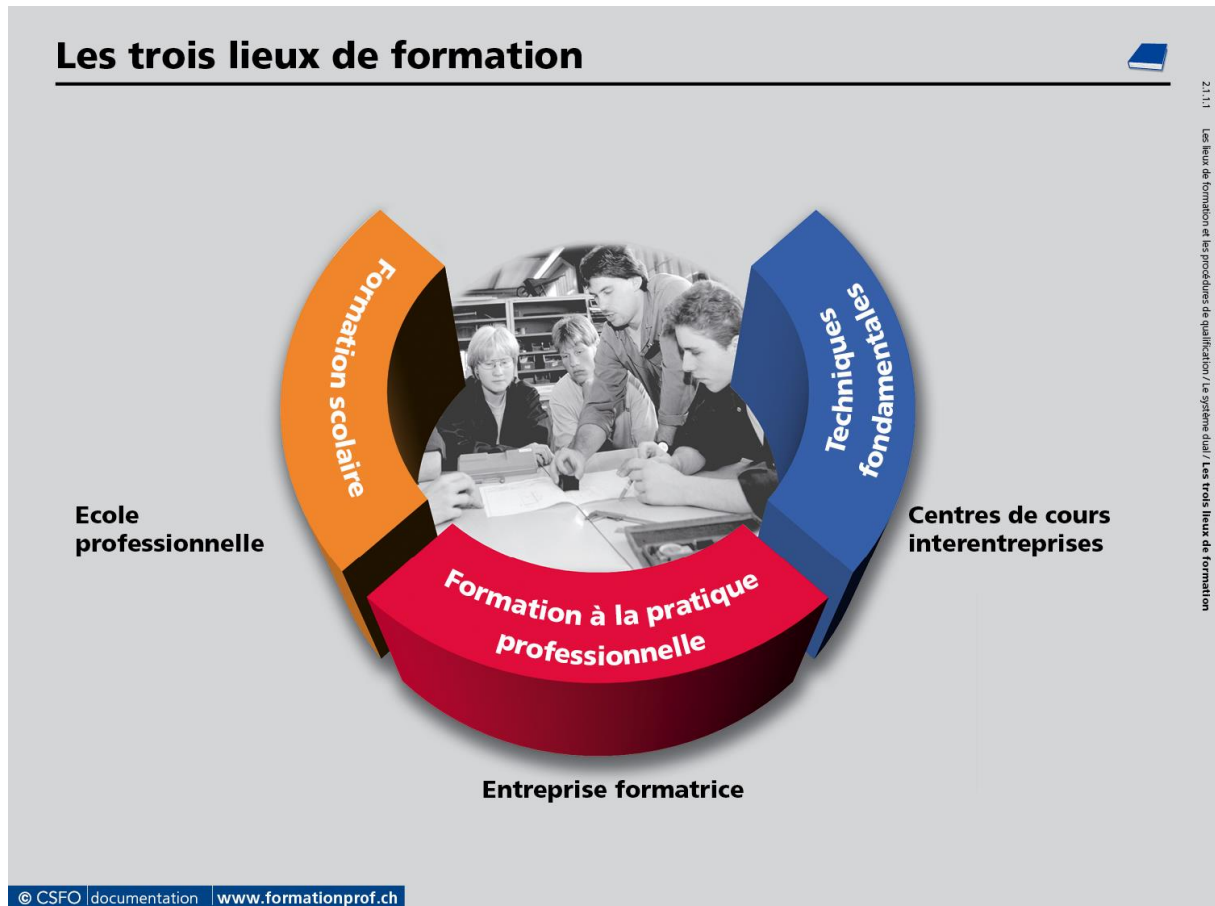 Les trois lieux de formation
2.1.1.1 Les lieux de formation et les procédures de qualification / Le système dual / Les trois lieux de formation
Formation scolaire
Techniques
fondamentales
Ecole
professionnelle
Centres de cours
interentreprises
Formation à la pratique
professionnelle
Entreprise formatrice
© CSFO documentation www.formationprof.ch